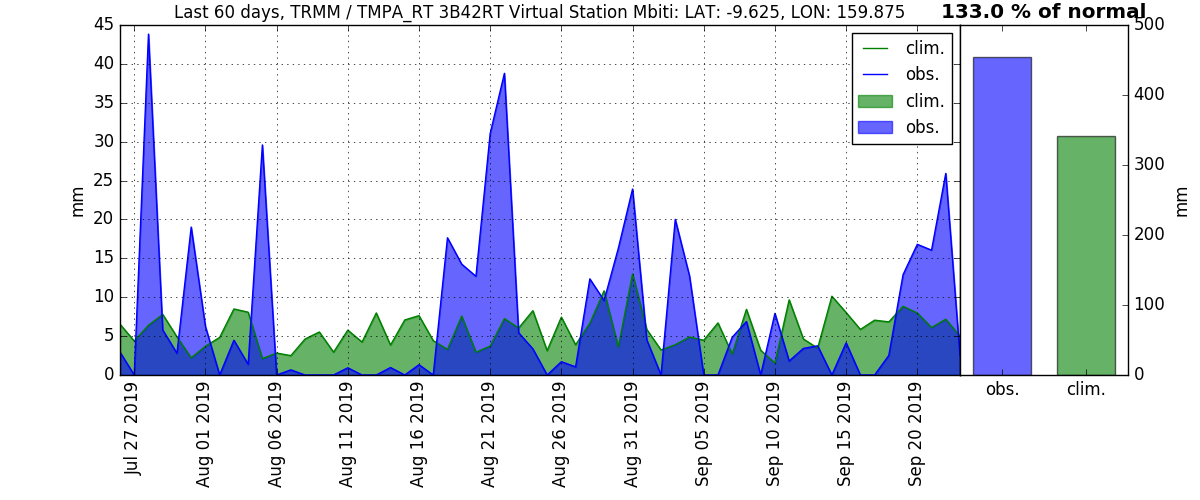 Last 60 days, TRMM / TMPA_RT 3B42RT Virtual Station Mbiti: LAT: -9.625, LON: 159.875
133.0 % of normal
45
40
35
30
25
20
15
10
5
0
mm
clim.
obs.
clim.
obs.
Jul 27 2019
Aug 01 2019
Aug 06 2019
Aug 11 2019
Aug 16 2019
Aug 21 2019
Aug 26 2019
Aug 31 2019
Sep 05 2019
Sep 10 2019
Sep 15 2019
Sep 20 2019
500
400
300
200
100
0
mm
obs.
clim.